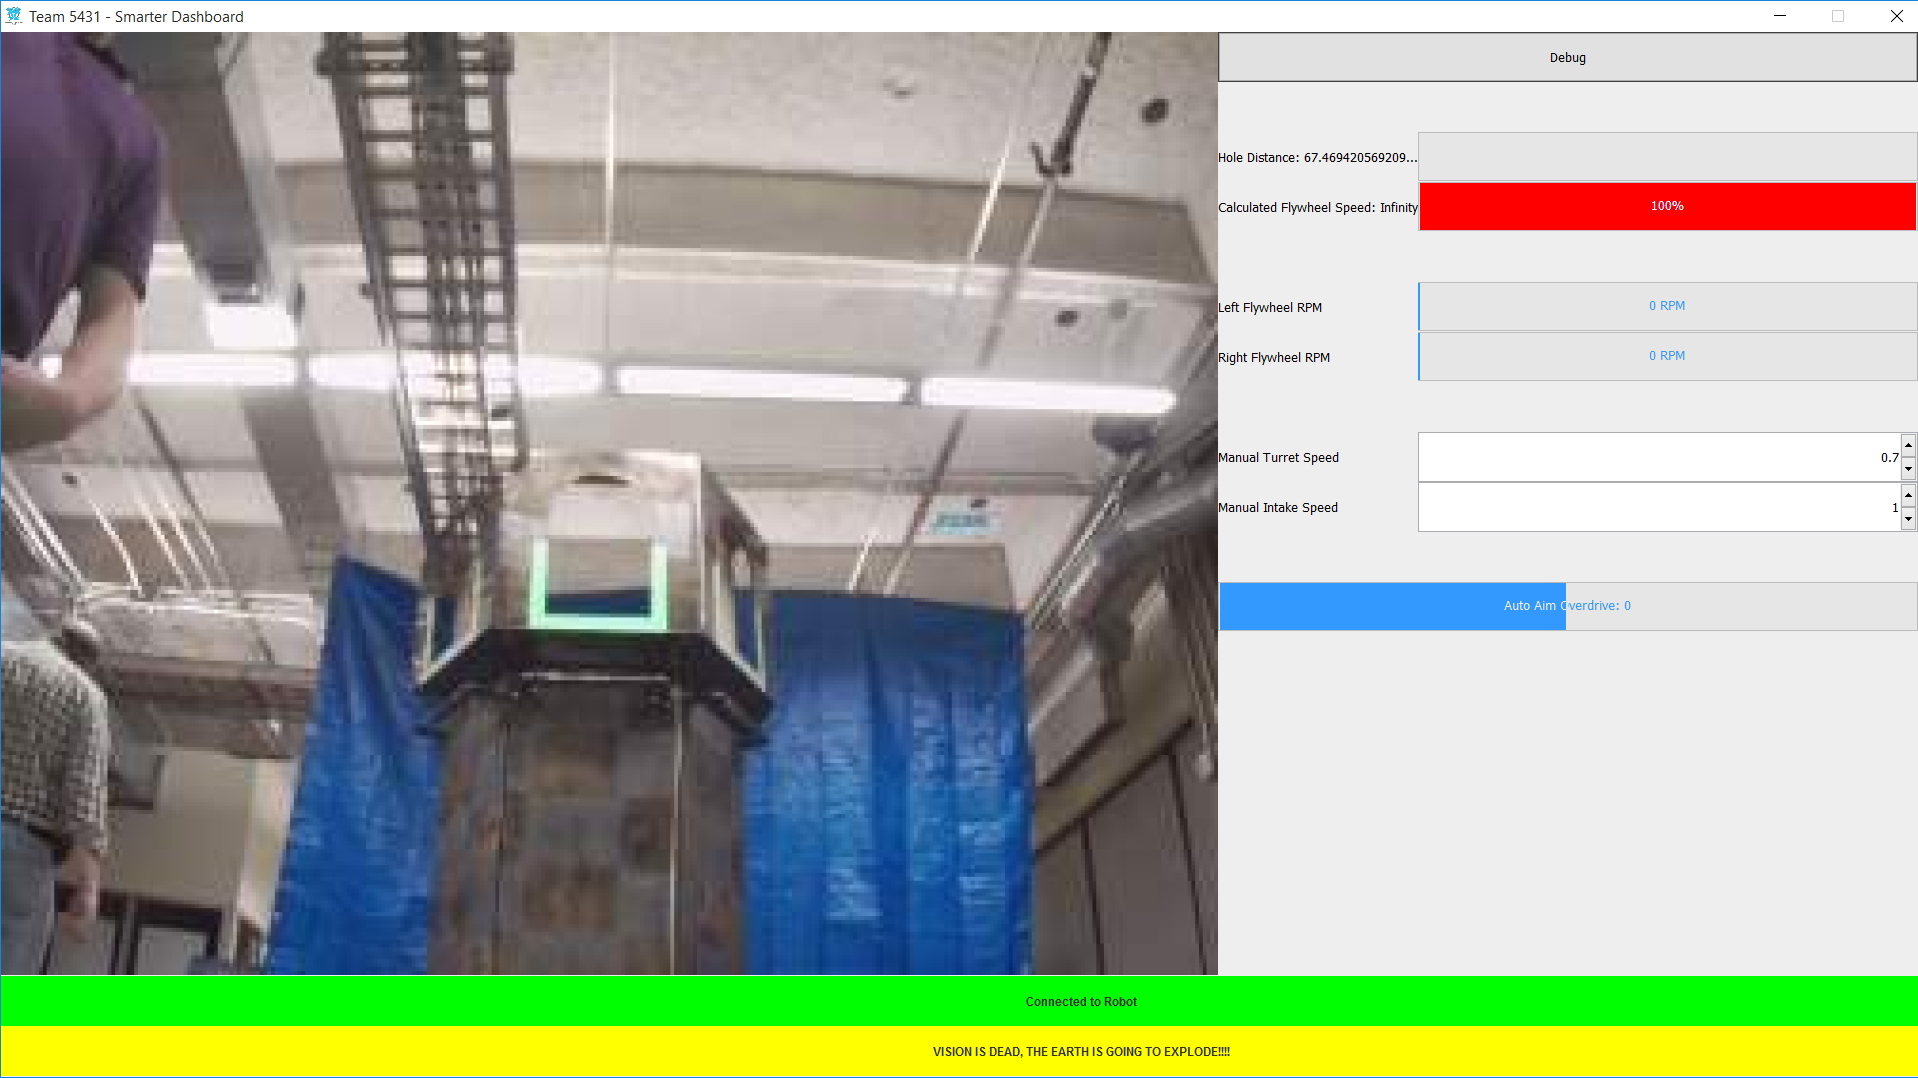 Team 5431 - Smarter Dashboard
Debug
Hole Distance: 67.469420569209...
Calculated Flywheel Speed: Infinity
100%
Left Flywheel RPM
0 RPM
Right Flywheel RPM
0 RPM
Manual Turret Speed
0.7
Manual Intake Speed
1
Auto Aim Overdrive: 0
Connected to Robot
VISION IS DEAD, THE EARTH IS GOING TO EXPLODE!!!!